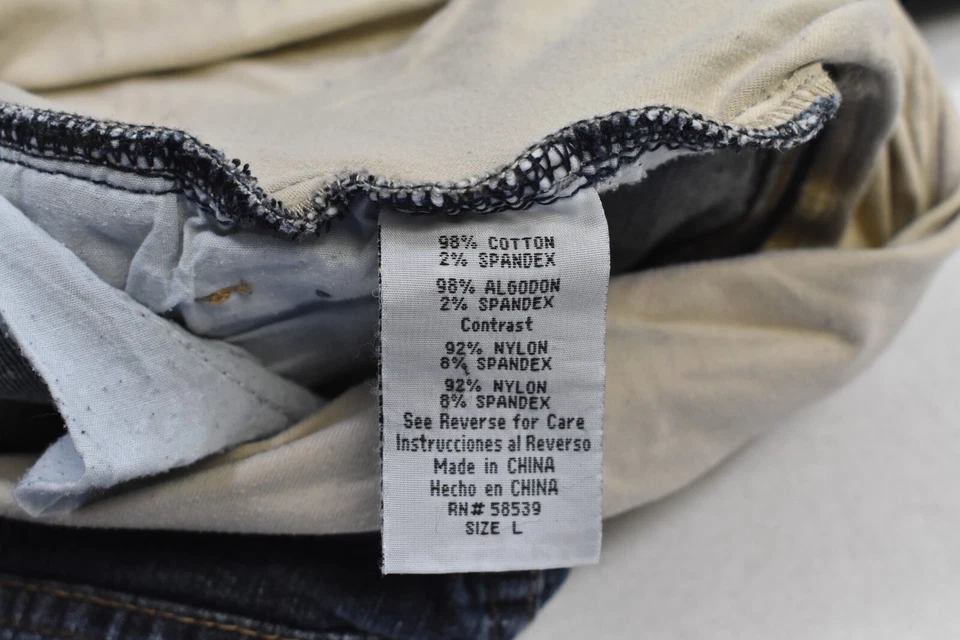 98% COTTON
2% SPANDEX
98% ALGODON
2% SPANDEX
Contrast
92% NYLON
8% SPANDEX
92% NYLON
8% SPANDEX
See Reverse for Care
Instrucciones al Reverso
Made in CHINA
Hecho en CHINA
RN# 58539
SIZE L